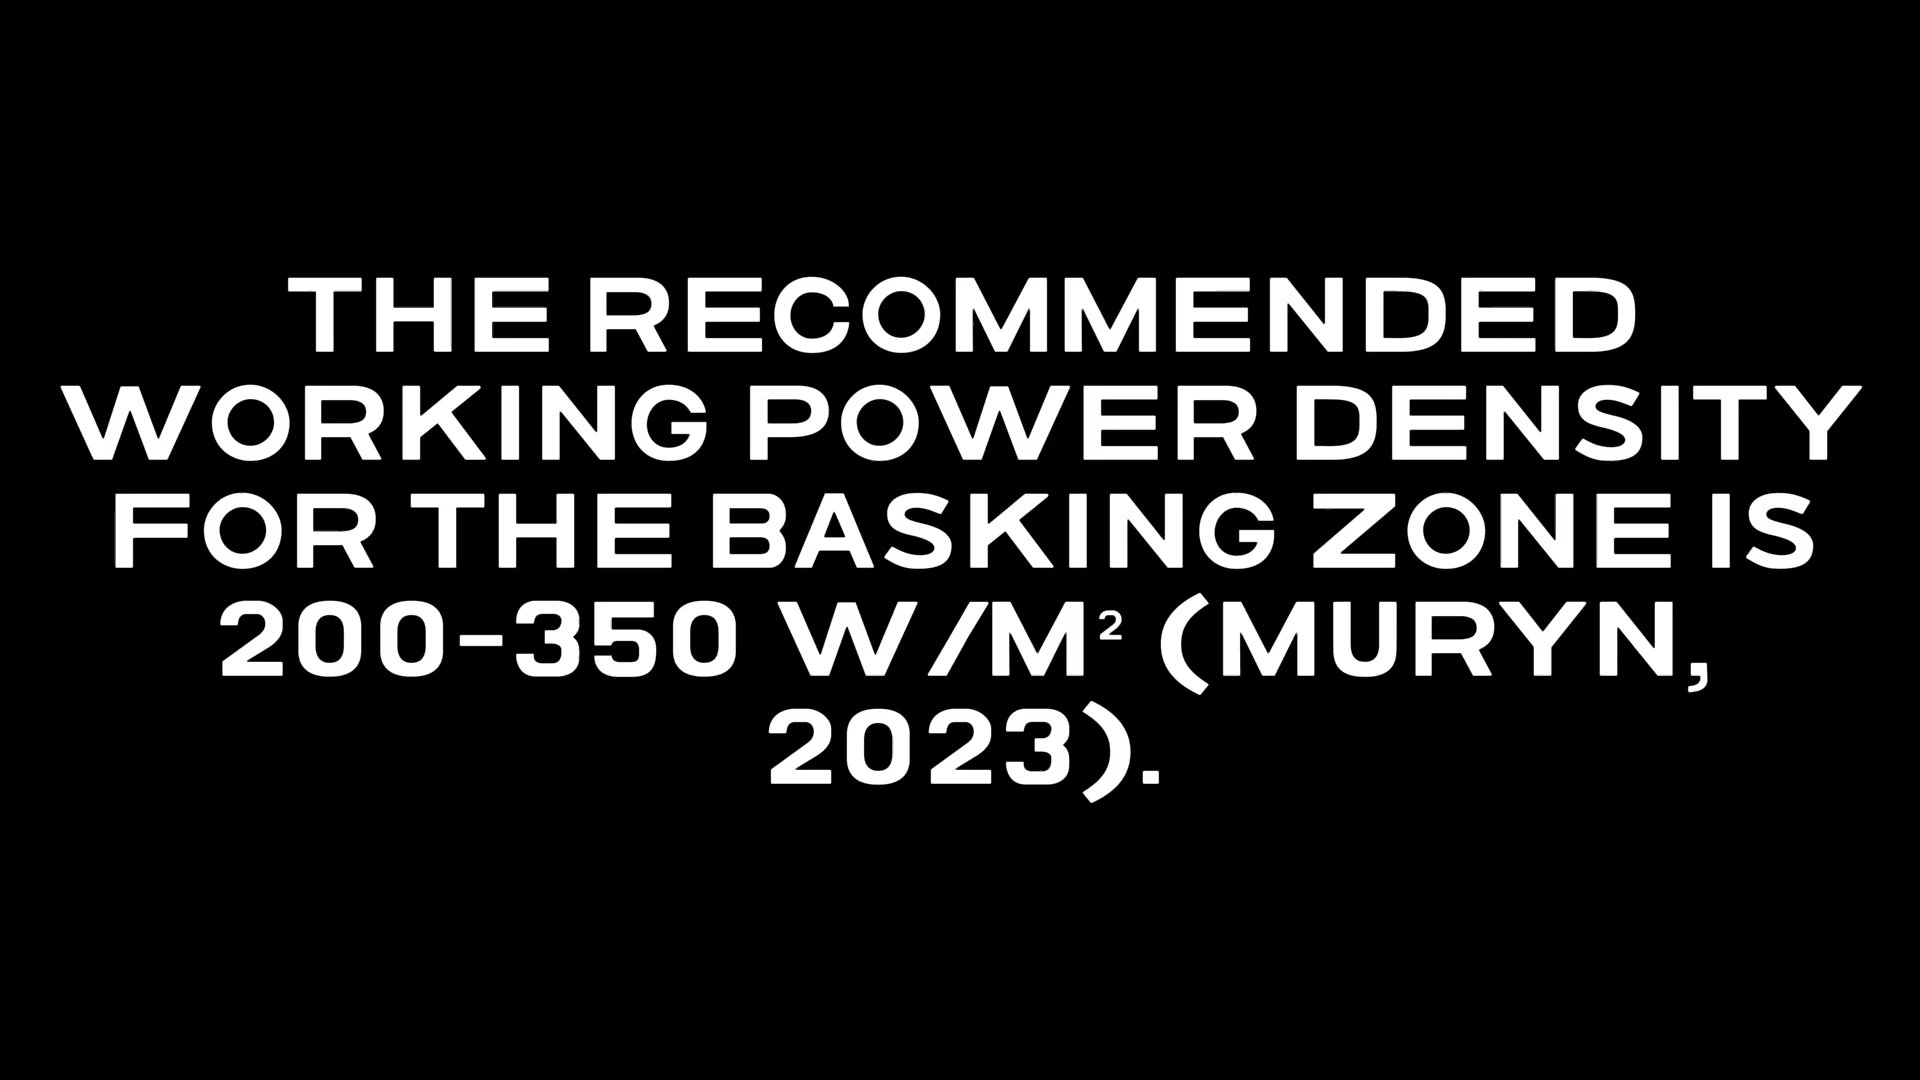 THE RECOMMENDED
WORKING POWER DENSITY
FOR THE BASKING ZONE IS
200-350 W/M² (MURYN,
2023).